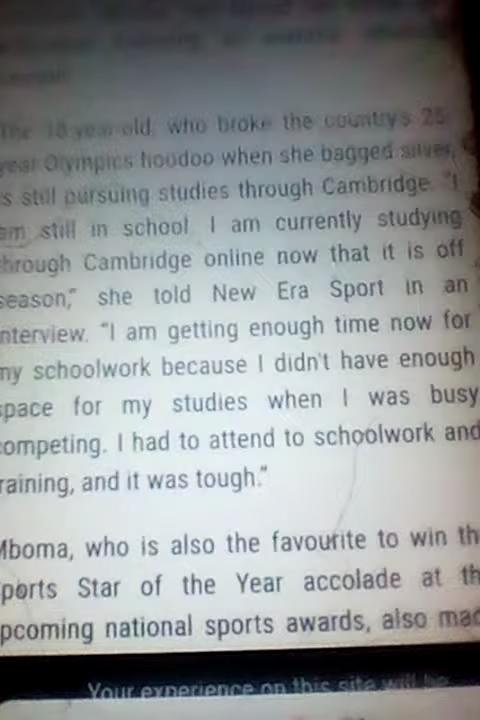 The 18-year-old, who broke the country's 25-
year Olympics hoodoo when she bagged silver,
s still pursuing studies through Cambridge. "I
am still in school. I am currently studying
hrough Cambridge online now that it is off
season," she told New Era Sport in an
nterview. "I am getting enough time now for
my schoolwork because I didn't have enough
space for my studies when I was busy
competing. I had to attend to schoolwork and
raining, and it was tough."
Mboma, who is also the favourite to win th
ports Star of the Year accolade at th
pcoming national sports awards, also mad
Your experience on this site will be